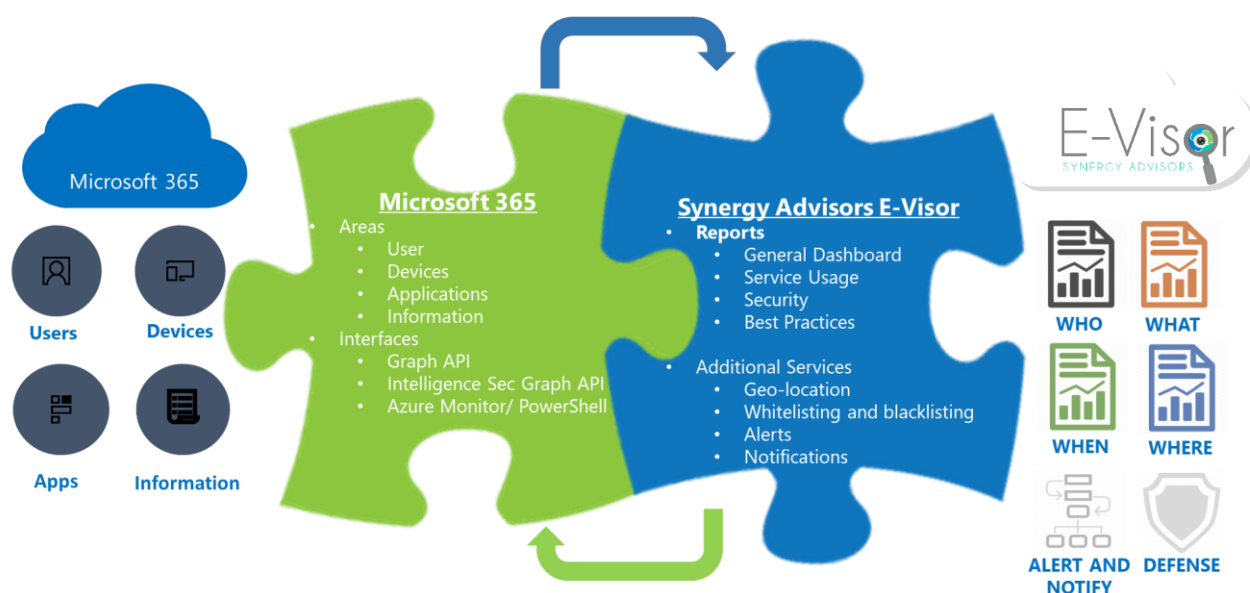 Microsoft 365
Users
Devices
Apps
Information
Microsoft 365
• Areas
• User
• Devices
• Applications
• Information
• Interfaces
• Graph API
• Intelligence Sec Graph API
• Azure Monitor/ PowerShell
Synergy Advisors E-Visor
• Reports
• General Dashboard
• Service Usage
• Security
• Best Practices
• Additional Services
• Geo-location
• Whitelisting and blacklisting
• Alerts
• Notifications
E-Visor
SYNERGY ADVISORS
WHO
WHAT
WHEN
WHERE
ALERT AND
NOTIFY
DEFENSE